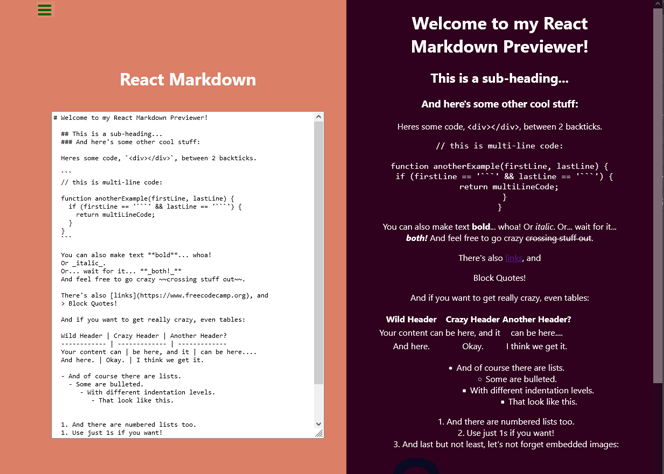 React Markdown
# Welcome to my React Markdown Previewer!
## This is a sub-heading...
### And here's some other cool stuff:
Heres some code, `<div></div>`, between 2 backticks.
```
// this is multi-line code:
function anotherExample(firstLine, lastLine) {
if (firstLine == '```' && lastLine == '```') {
return multiLineCode;
}
}
```
You can also make text **bold**... whoa!
Or _italic_.
Or... wait for it... **_both!_**
And feel free to go crazy ~~crossing stuff out~~.
There's also [links](https://www.freecodecamp.org), and
> Block Quotes!
And if you want to get really crazy, even tables:
Wild Header | Crazy Header | Another Header?
------------ | ------------- | -------------
Your content can | be here, and it | can be here....
And here. | Okay. | I think we get it.
- And of course there are lists.
- Some are bulleted.
- With different indentation levels.
- That look like this.
1. And there are numbered lists too.
1. Use just 1s if you want!
Welcome to my React
Markdown Previewer!
This is a sub-heading...
And here's some other cool stuff:
Heres some code, <div></div>, between 2 backticks.
// this is multi-line code:
function anotherExample(firstLine, lastLine) {
if (firstLine == '```' && lastLine == '```') {
return multiLineCode;
}
}
You can also make text bold... whoa! Or italic. Or... wait for it...
both! And feel free to go crazy crossing stuff out.
There's also links, and
Block Quotes!
And if you want to get really crazy, even tables:
Wild Header Crazy Header Another Header?
Your content can be here, and it can be here....
And here. Okay. I think we get it.
And of course there are lists.
Some are bulleted.
With different indentation levels.
That look like this.
1. And there are numbered lists too.
2. Use just 1s if you want!
3. And last but not least, let's not forget embedded images: